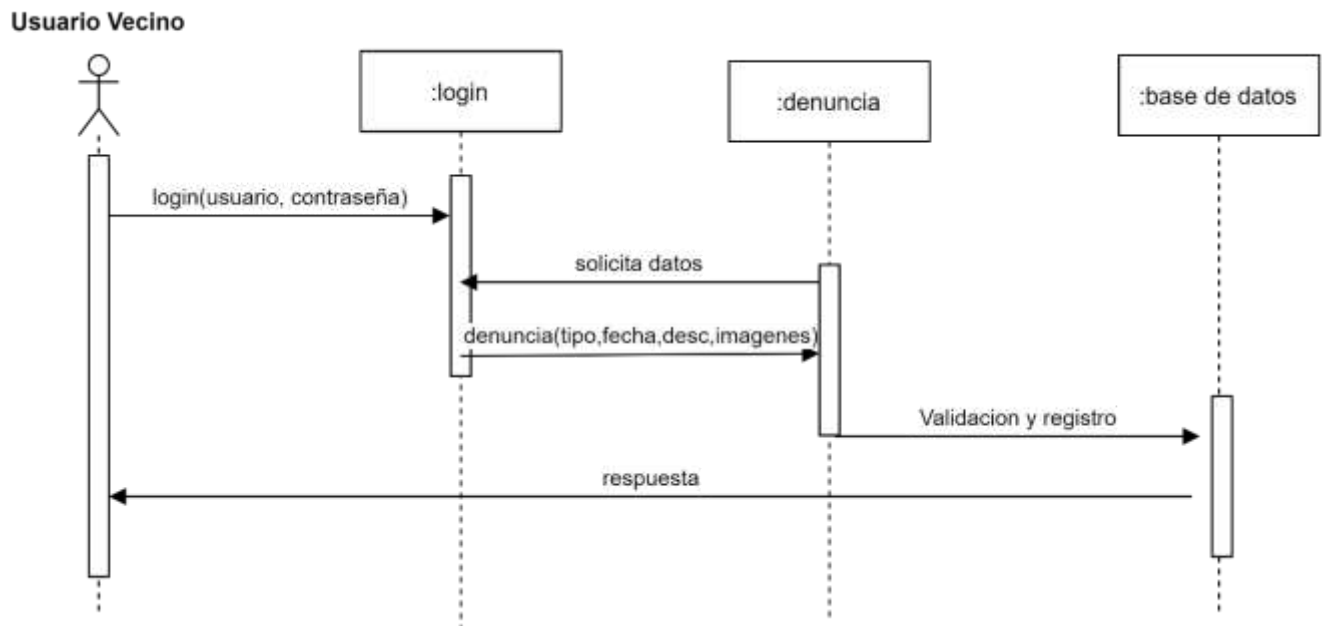 Usuario Vecino
:login
:denuncia
:base de datos
login(usuario, contraseña)
solicita datos
denuncia(tipo,fecha,desc,imagenes)
Validacion y registro
respuesta